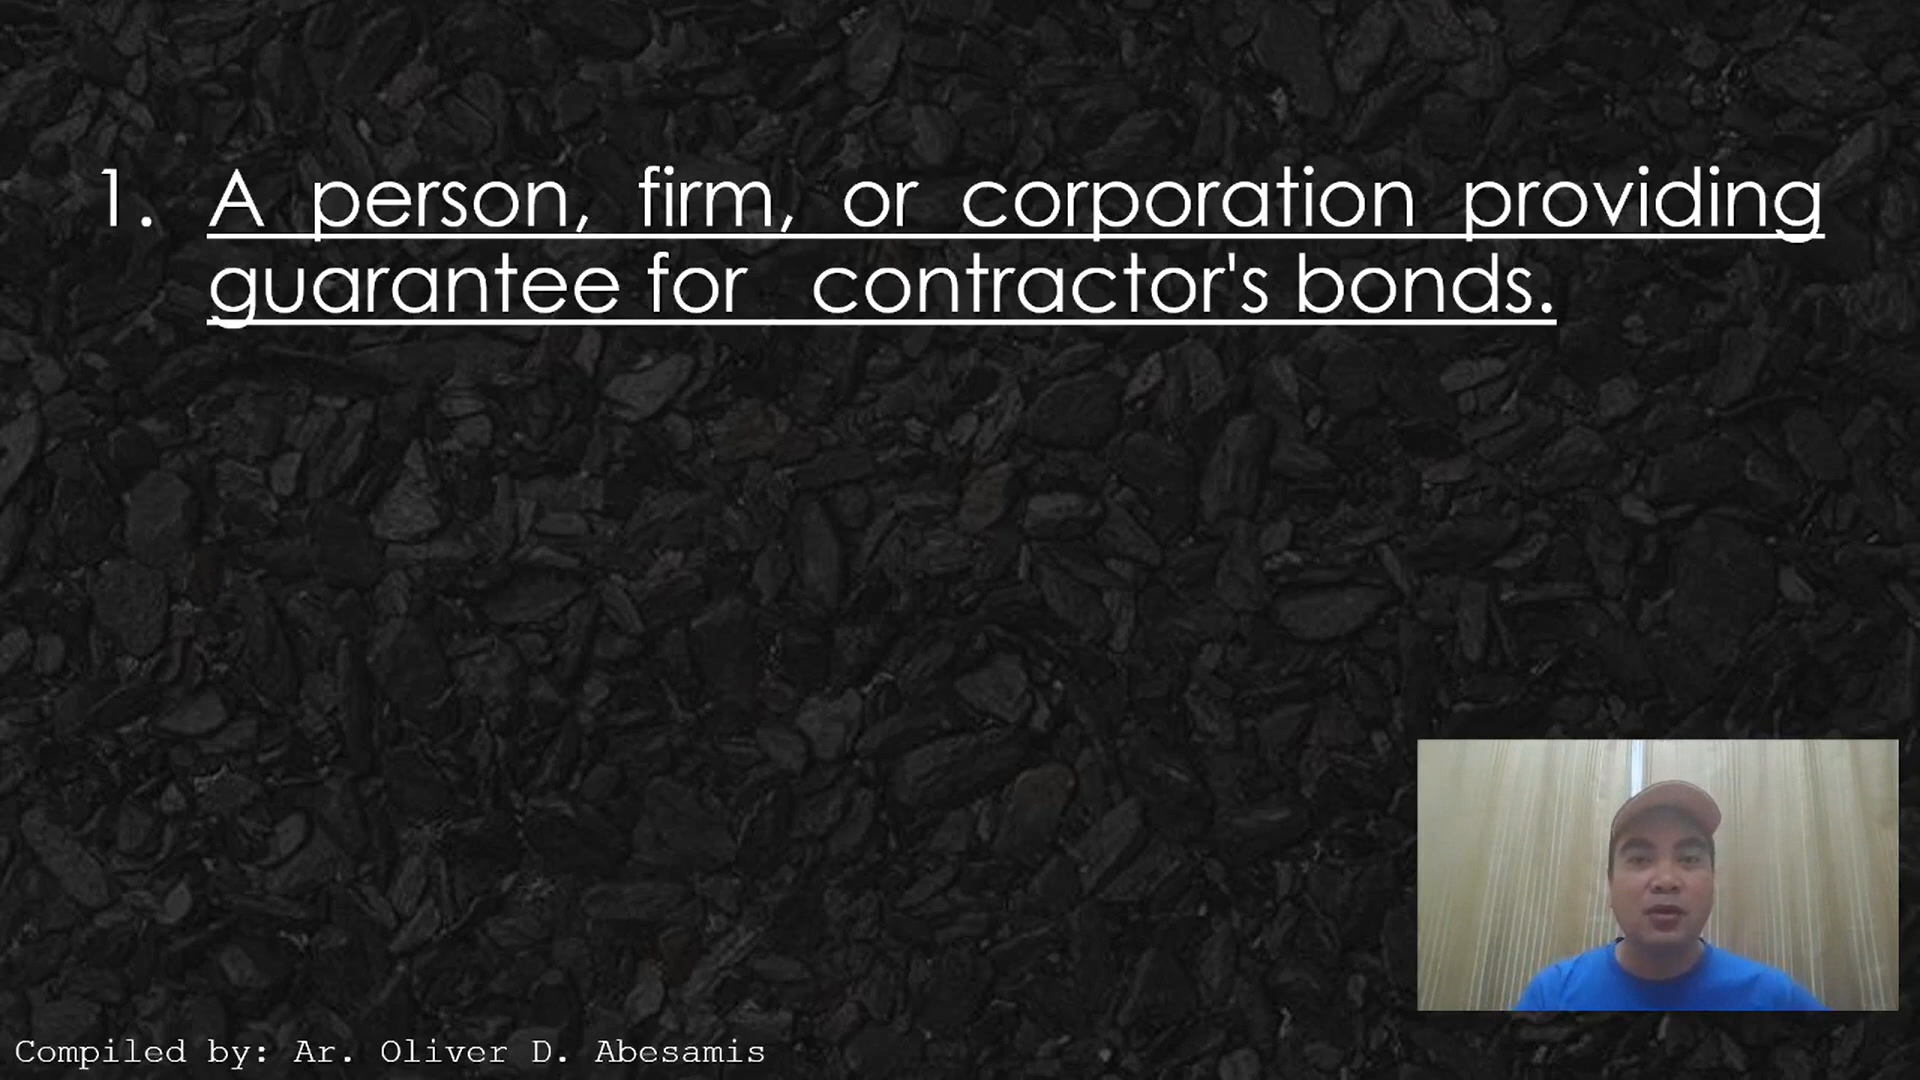 1. A person, firm, or corporation providing
guarantee for contractor's bonds.
Compiled by: Ar. Oliver D. Abesamis